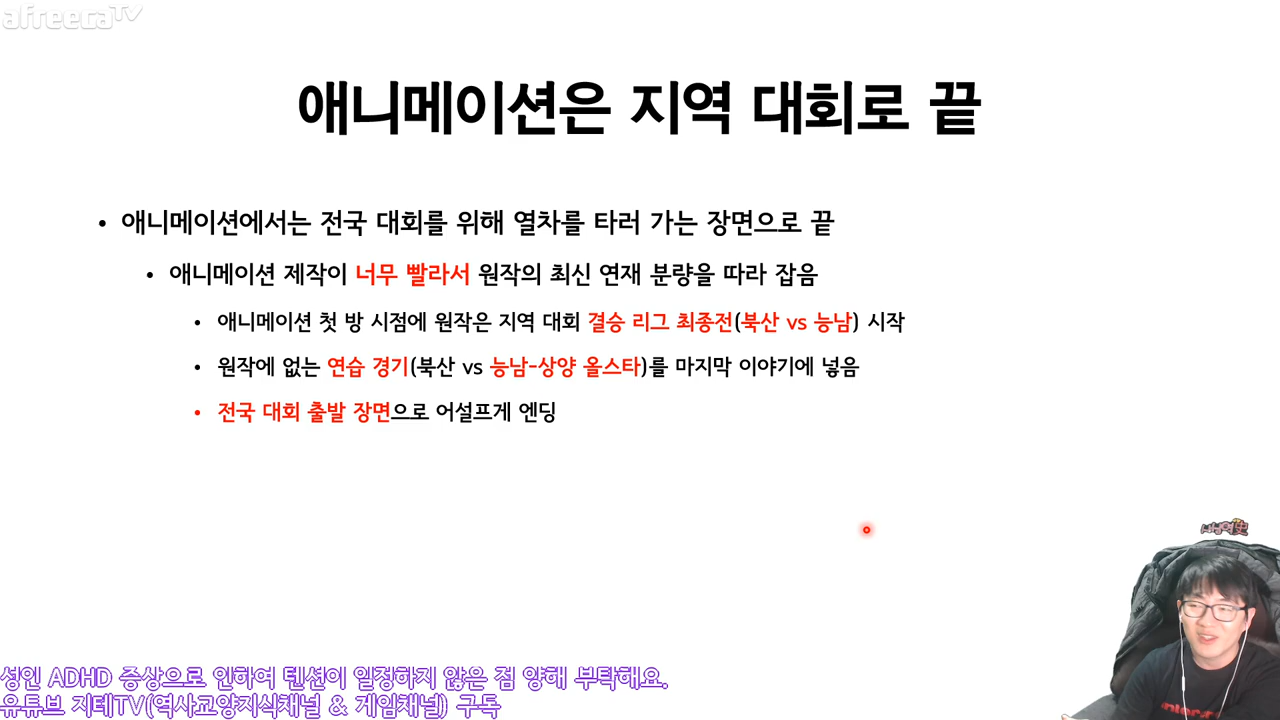 afreecaTV
애니메이션은 지역 대회로 끝
• 애니메이션에서는 전국 대회를 위해 열차를 타러 가는 장면으로 끝
• 애니메이션 제작이 너무 빨라서 원작의 최신 연재 분량을 따라 잡음
• 애니메이션 첫 방 시점에 원작은 지역 대회 결승 리그 최종전(북산 vs 능남) 시작
• 원작에 없는 연습 경기(북산 vs 능남-상양 올스타)를 마지막 이야기에 넣음
• 전국 대회 출발 장면으로 어설프게 엔딩
성인 ADHD 증상으로 인하여 텐션이 일정하지 않은 점 양해 부탁해요.
유튜브 지테TV(역사교양지식채널 & 게임채널) 구독